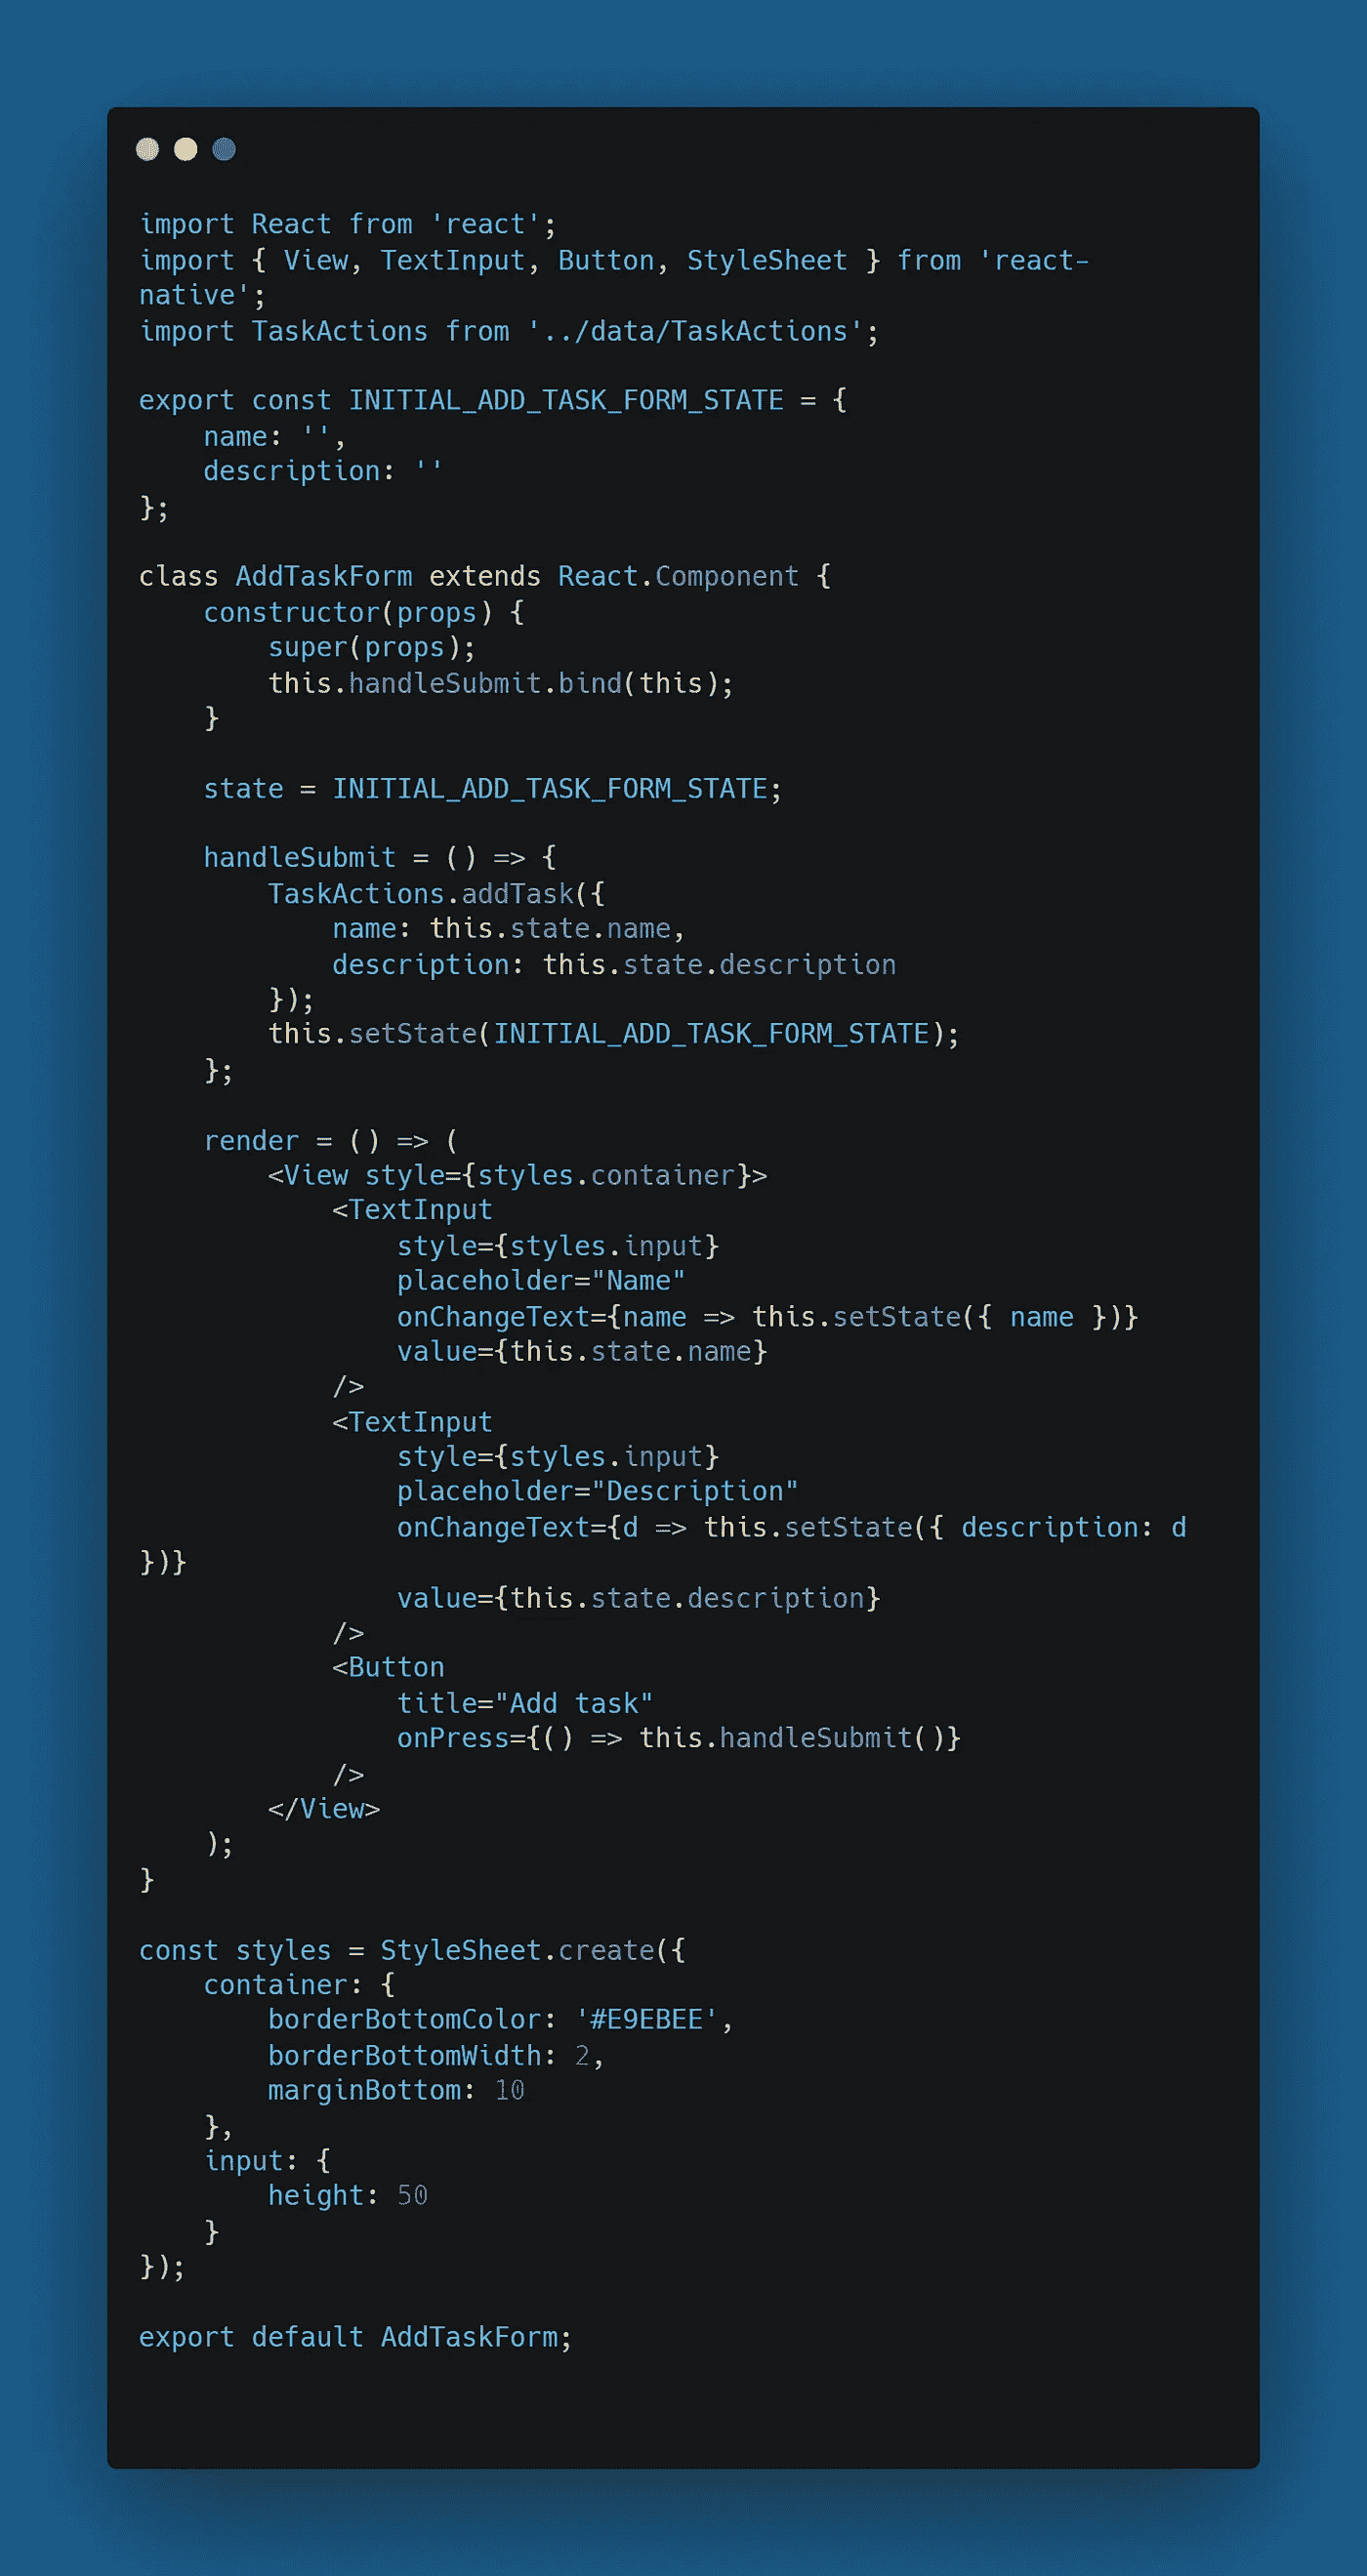 import React from 'react';
import { View, TextInput, Button, StyleSheet } from 'react-
native';
import TaskActions from '../data/TaskActions';

export const INITIAL_ADD_TASK_FORM_STATE = {
    name: '',
    description: ''
};

class AddTaskForm extends React.Component {
    constructor(props) {
        super(props);
        this.handleSubmit.bind(this);
    }

    state = INITIAL_ADD_TASK_FORM_STATE;

    handleSubmit = () => {
        TaskActions.addTask({
            name: this.state.name,
            description: this.state.description
        });
        this.setState(INITIAL_ADD_TASK_FORM_STATE);
    };

    render = () => (
        <View style={styles.container}>
            <TextInput
                style={styles.input}
                placeholder="Name"
                onChangeText={name => this.setState({ name })}
                value={this.state.name}
            />
            <TextInput
                style={styles.input}
                placeholder="Description"
                onChangeText={d => this.setState({ description: d
})}
                value={this.state.description}
            />
            <Button
                title="Add task"
                onPress={() => this.handleSubmit()}
            />
        </View>
    );
}

const styles = StyleSheet.create({
    container: {
        borderBottomColor: '#E9EBEE',
        borderBottomWidth: 2,
        marginBottom: 10
    },
    input: {
        height: 50
    }
});

export default AddTaskForm;